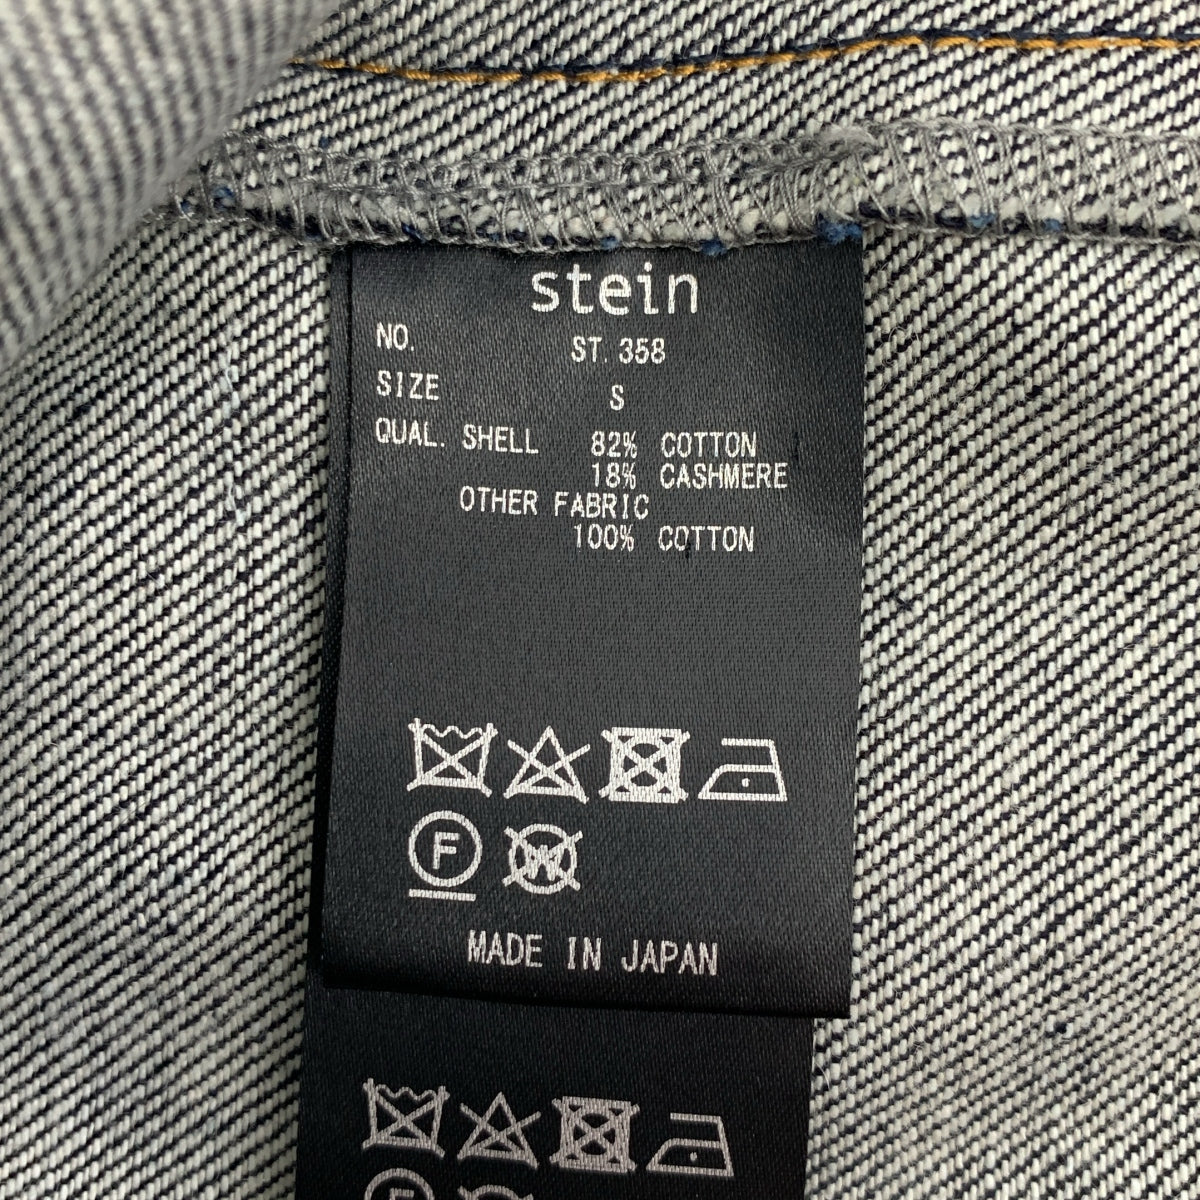 stein
NO. ST. 358
SIZE S
QUAL. SHELL 82% COTTON
18% CASHMERE
OTHER FABRIC
100% COTTON
F W
MADE IN JAPAN